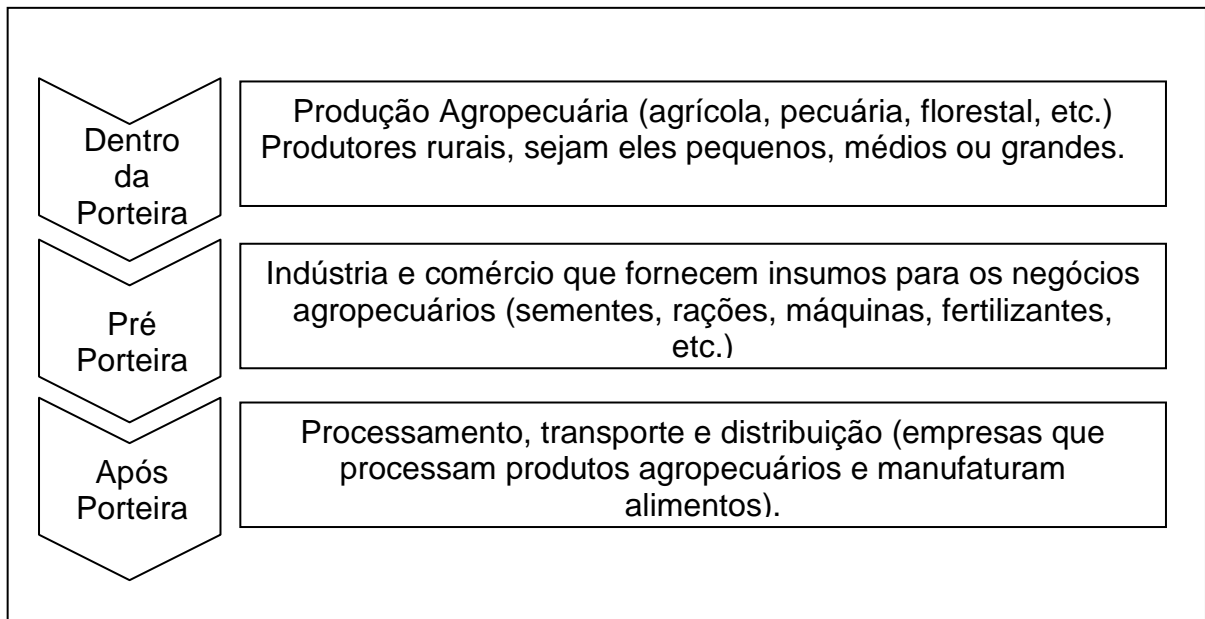 Dentro
da
Porteira
Produção Agropecuária (agrícola, pecuária, florestal, etc.)
Produtores rurais, sejam eles pequenos, médios ou grandes.
Pré
Porteira
Indústria e comércio que fornecem insumos para os negócios
agropecuários (sementes, rações, máquinas, fertilizantes,
etc.)
Após
Porteira
Processamento, transporte e distribuição (empresas que
processam produtos agropecuários e manufaturam
alimentos).